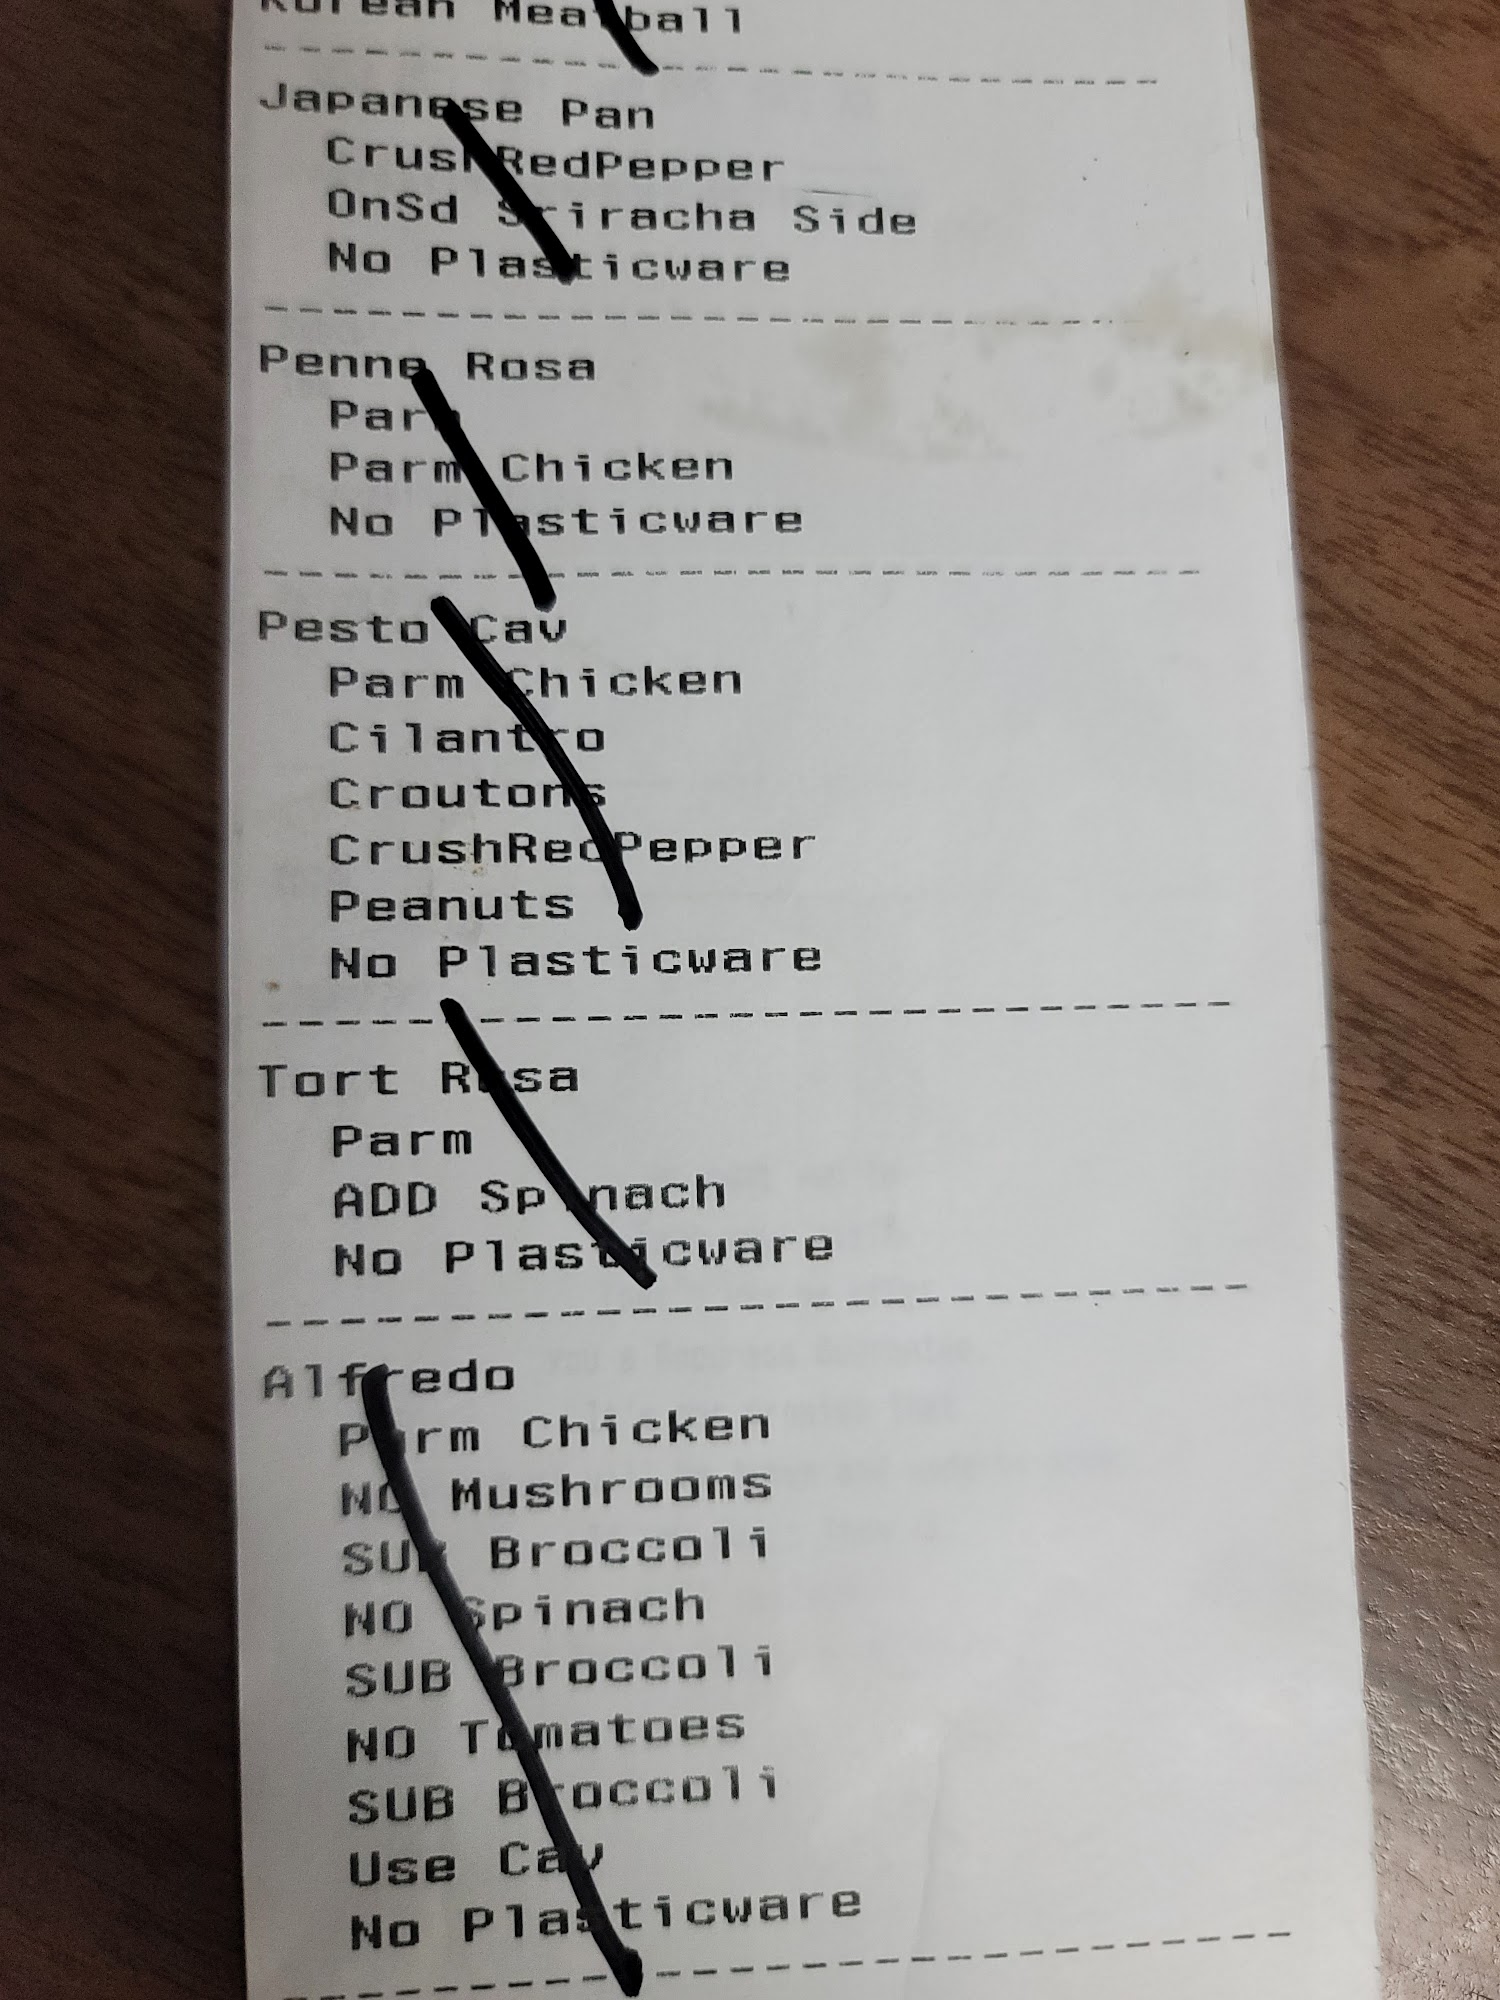 Korean Meatball
Japanese Pan
CrushRedPepper
OnSd Sriracha Side
No Plasticware
Penne Rosa
Parm
Parm Chicken
No Plasticware
Pesto Cav
Parm Chicken
Cilantro
Croutons
CrushRedPepper
Peanuts
No Plasticware
Tort Rosa
Parm
ADD Spinach
No Plasticware
Alfredo
Parm Chicken
NO Mushrooms
SUB Broccoli
NO Spinach
SUB Broccoli
NO Tomatoes
SUB Broccoli
Use Cav
No Plasticware